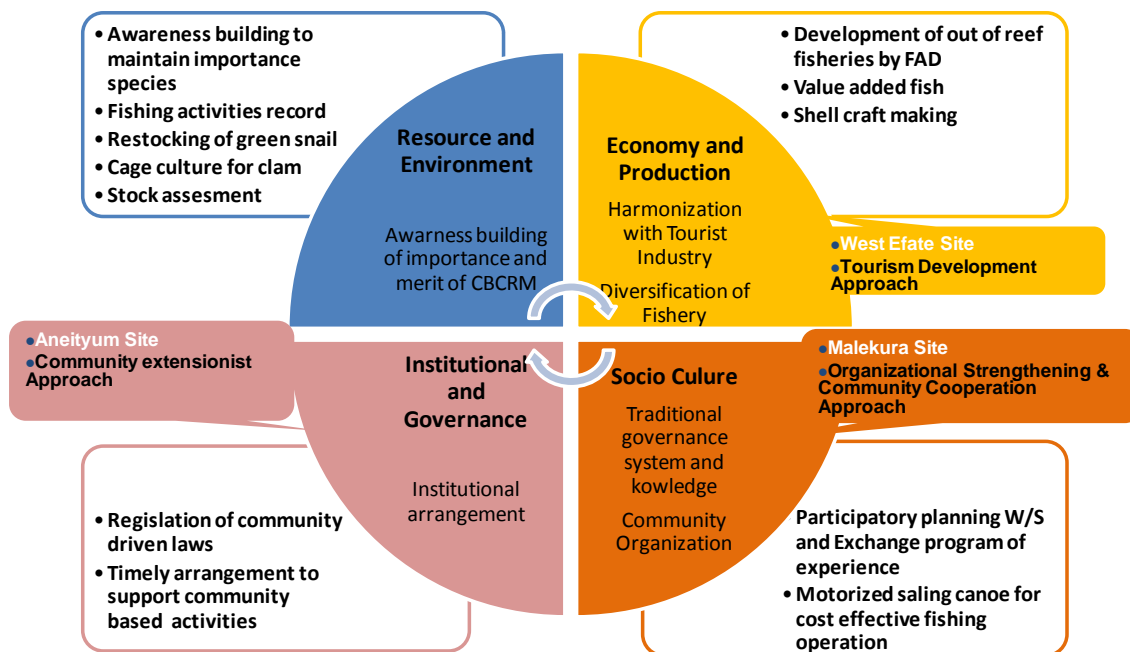 • Awareness building to
maintain importance
species
• Fishing activities record
• Restocking of green snail
• Cage culture for clam
• Stock assesment
Resource and
Environment
Awarness building
of importance and
merit of CBCRM
• Development of out of reef
fisheries by FAD
• Value added fish
• Shell craft making
Economy and
Production
Harmonization
with Tourist
Industry
Diversification of
Fishery
●West Efate Site
●Tourism Development
Approach
●Aneityum Site
●Community extensionist
Approach
Institutional
and
Governance
Institutional
arrangement
• Regislation of community
driven laws
• Timely arrangement to
support community
based activities
Socio Culure
Traditional
governance
system and
kowledge
Community
Organization
●Malekura Site
●Organizational Strengthening &
Community Cooperation
Approach
• Participatory planning W/S
and Exchange program of
experience
• Motorized saling canoe for
cost effective fishing
operation